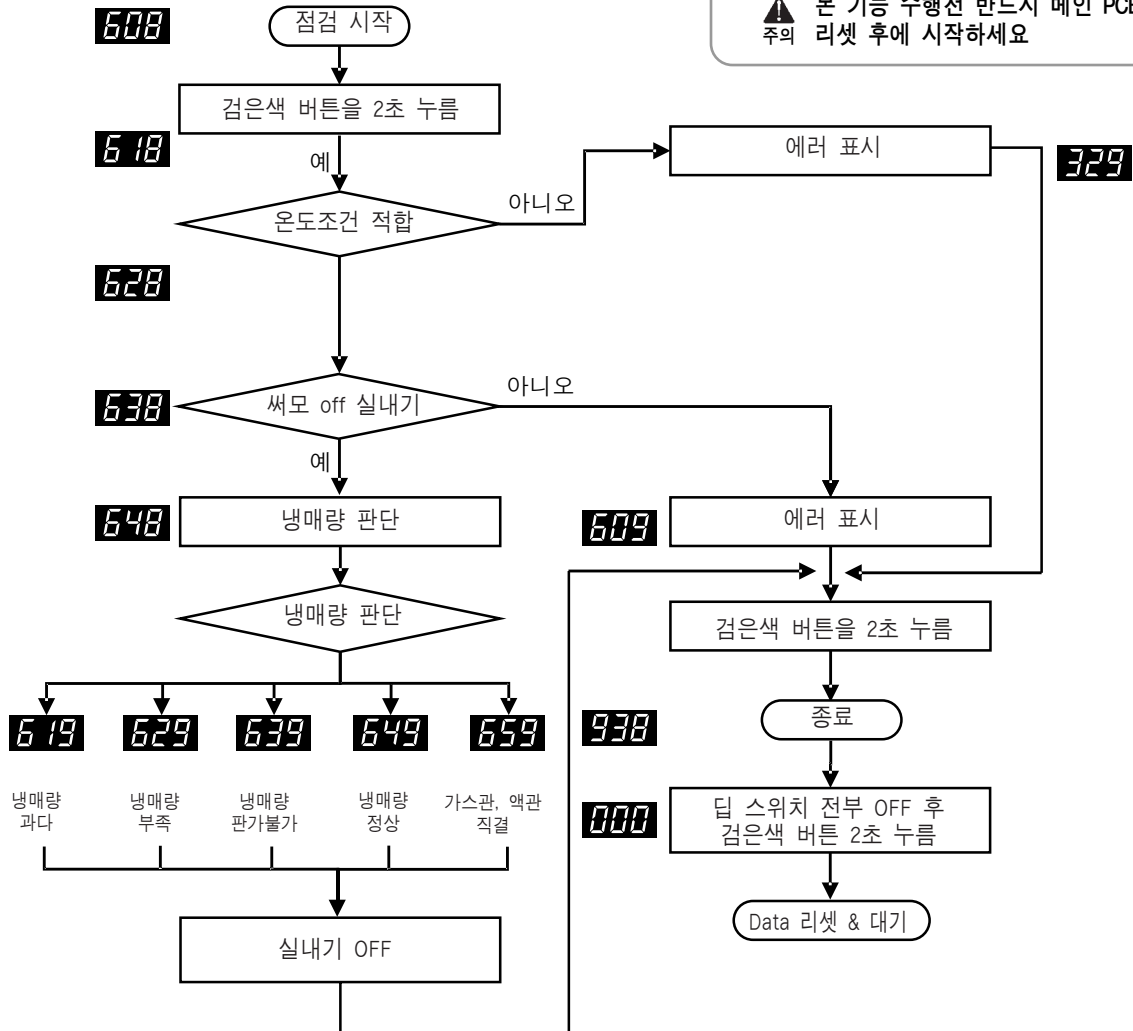 본 기능 수행전 반드시 메인 PCB
주의 리셋 후에 시작하세요
608
점검 시작
검은색 버튼을 2초 누름
618
예
에러 표시
329
온도조건 적합
아니오
628
638
써모 off 실내기
아니오
예
648
냉매량 판단
609
에러 표시
냉매량 판단
검은색 버튼을 2초 누름
619 629 639 649 659
냉매량
과다
냉매량
부족
냉매량
판가불가
냉매량
정상
가스관, 액관
직결
938
종료
000
딥 스위치 전부 OFF 후
검은색 버튼 2초 누름
실내기 OFF
Data 리셋 & 대기